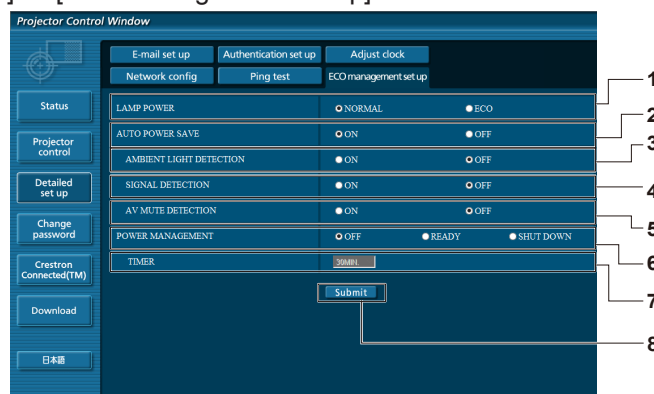 Projector Control Window
E-mail set up Authentication set up Adjust clock
Network config Ping test ECO management set up
Status
Projector control
Detailed set up
Change password
Crestron Connected(TM)
Download
日本語
LAMP POWER NORMAL ECO 1
AUTO POWER SAVE ON OFF 2
AMBIENT LIGHT DETECTION ON OFF 3
SIGNAL DETECTION ON OFF 4
AV MUTE DETECTION ON OFF 5
POWER MANAGEMENT OFF READY SHUT DOWN 6
TIMER 30MIN. 7
Submit 8